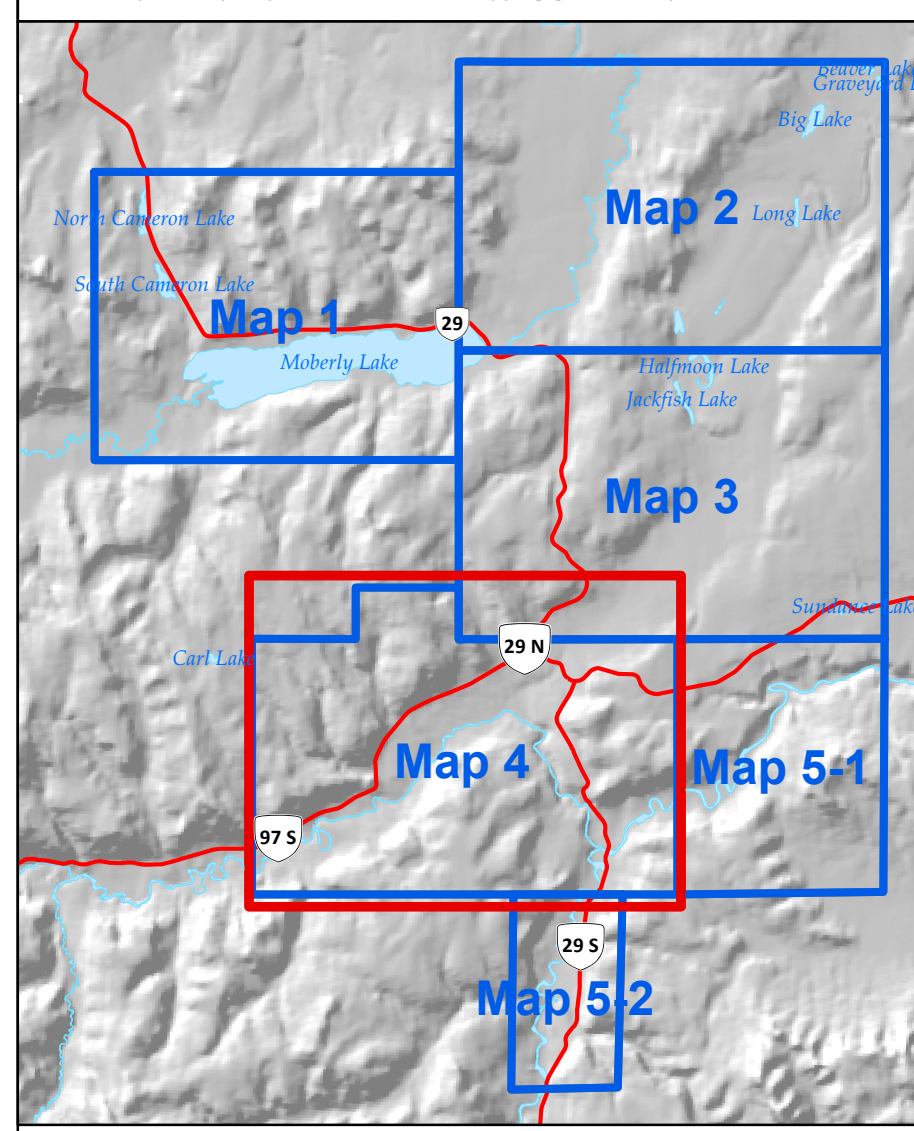 Beaver Lake
Graveyard L
Big Lake
Map 2
Long Lake
North Cameron Lake
South Cameron Lake
Map 1
29
Moberly Lake
Halfmoon Lake
Jackfish Lake
Map 3
Sundance Lake
29 N
Carl Lake
Map 4
Map 5-1
97 S
29 S
Map 5-2